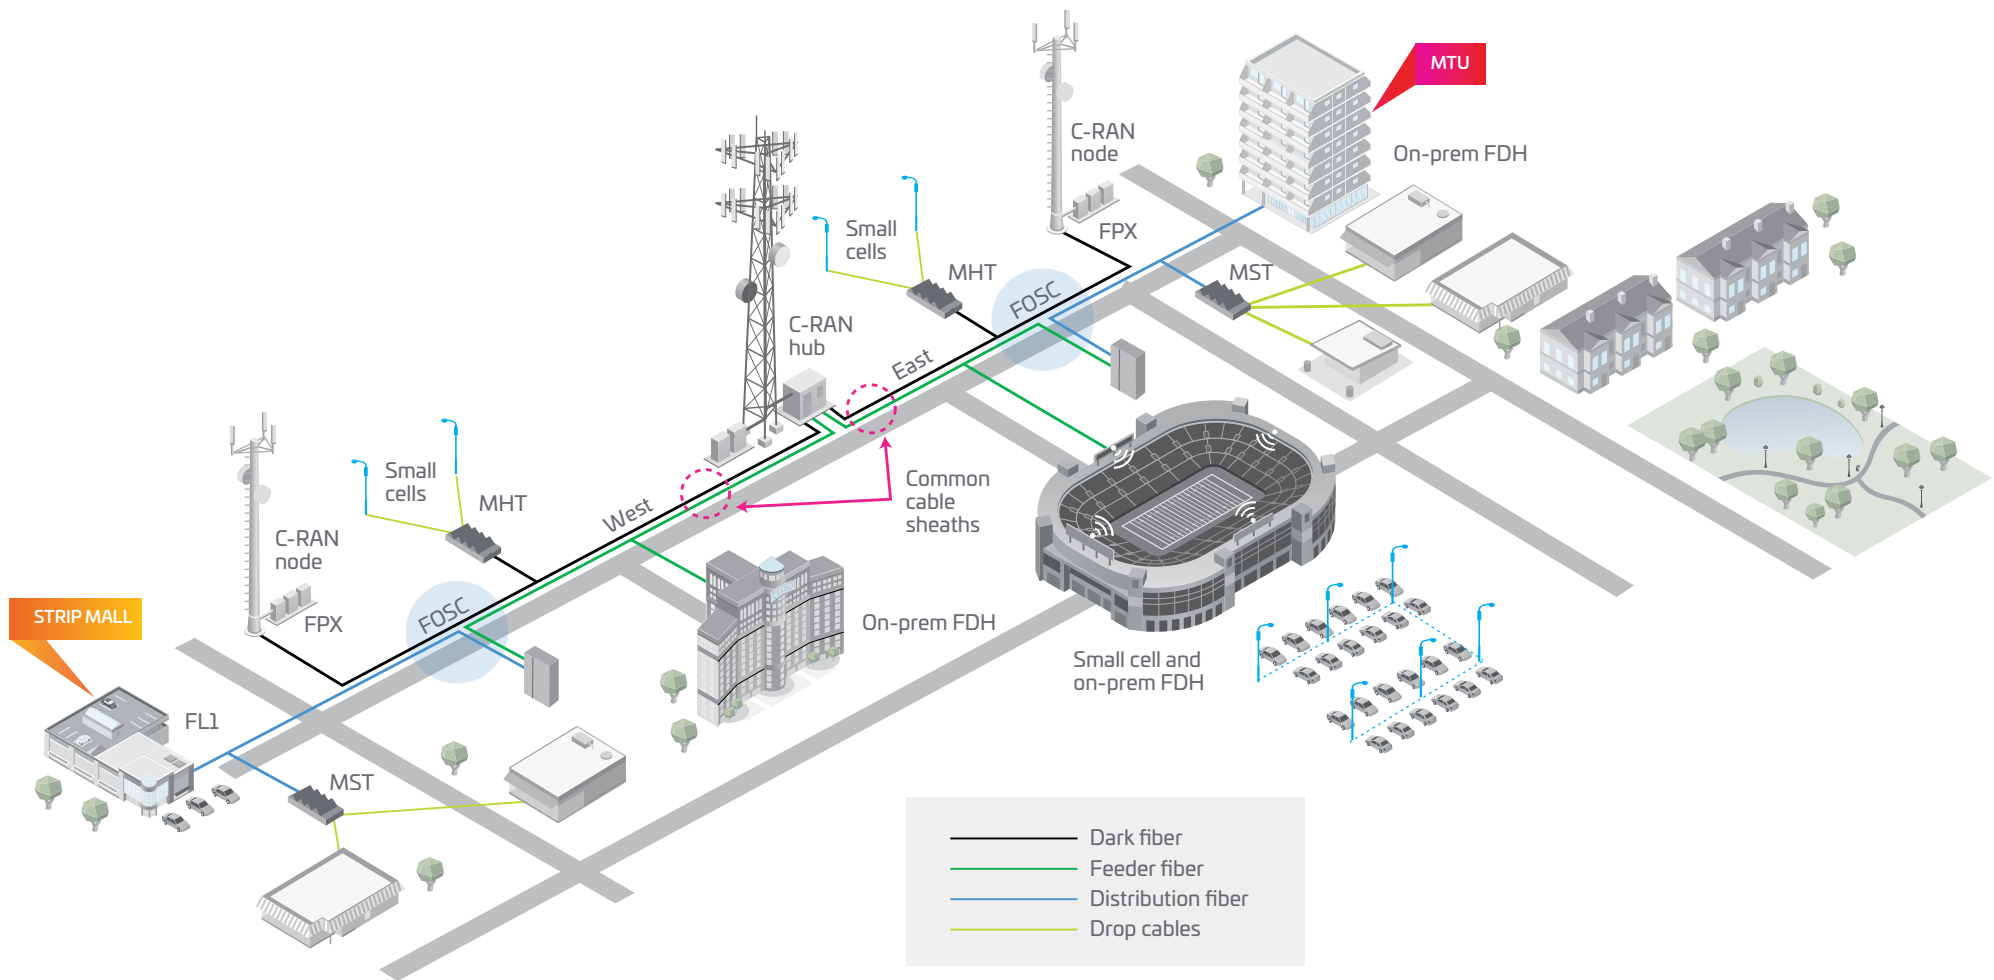 MTU
C-RAN
node
On-prem FDH
Small
cells
FPX
MHT
MST
FOSC
C-RAN
hub
East
Small
cells
MHT
West
Common
cable
sheaths
C-RAN
node
FPX
FOSC
STRIP MALL
On-prem FDH
Small cell and
on-prem FDH
FL1
MST
Dark fiber
Feeder fiber
Distribution fiber
Drop cables